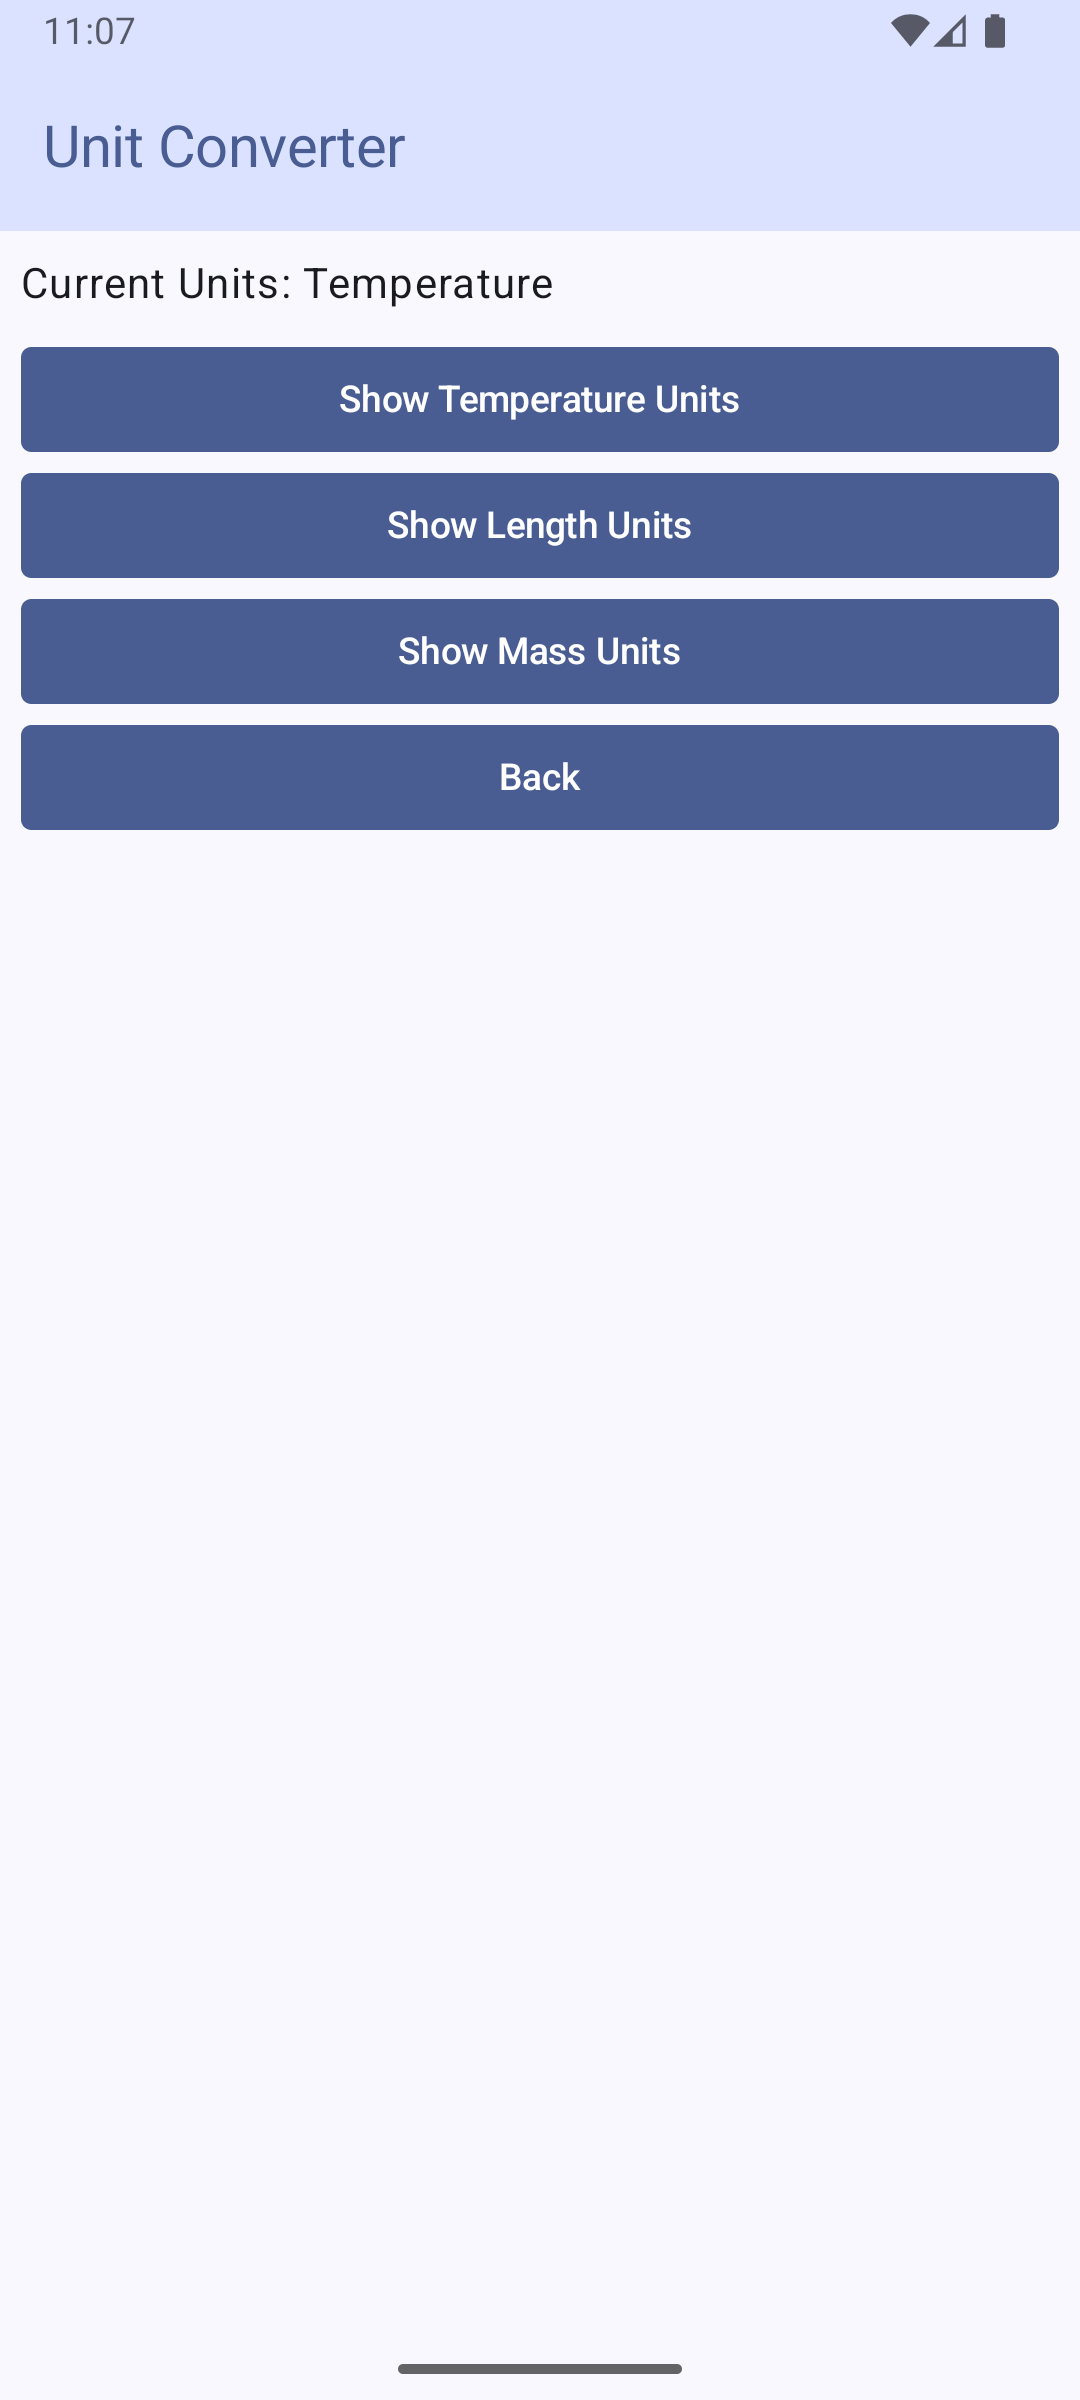 11:07
Unit Converter
Current Units: Temperature
Show Temperature Units
Show Length Units
Show Mass Units
Back